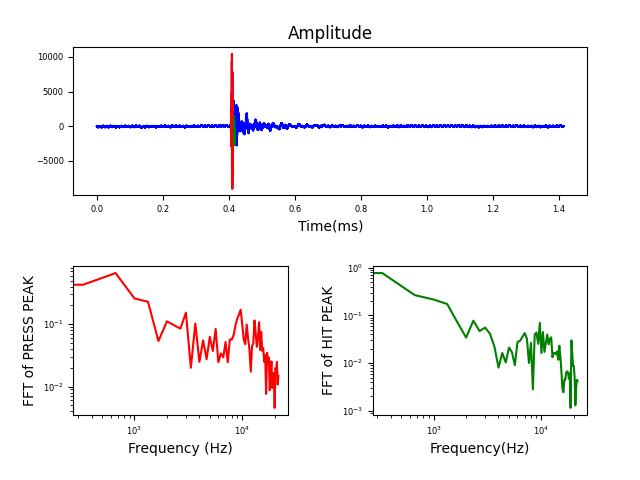 Amplitude
10000
5000
0
−5000
0.0 0.2 0.4 0.6 0.8 1.0 1.2 1.4
Time(ms)
FFT of PRESS PEAK
10⁻¹
10⁻²
10³ 10⁴
Frequency (Hz)
FFT of HIT PEAK
10⁰
10⁻¹
10⁻²
10⁻³
10³ 10⁴
Frequency(Hz)